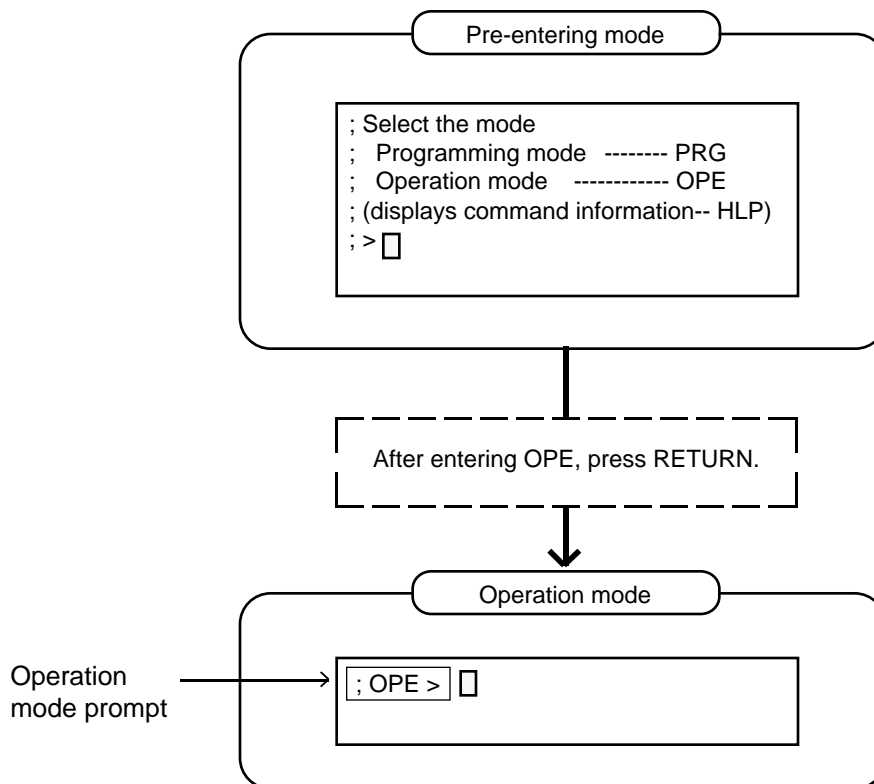 Pre-entering mode
; Select the mode
; Programming mode -------- PRG
; Operation mode ------------ OPE
; (displays command information-- HLP)
; >
After entering OPE, press RETURN.
Operation mode
Operation
mode prompt
; OPE >